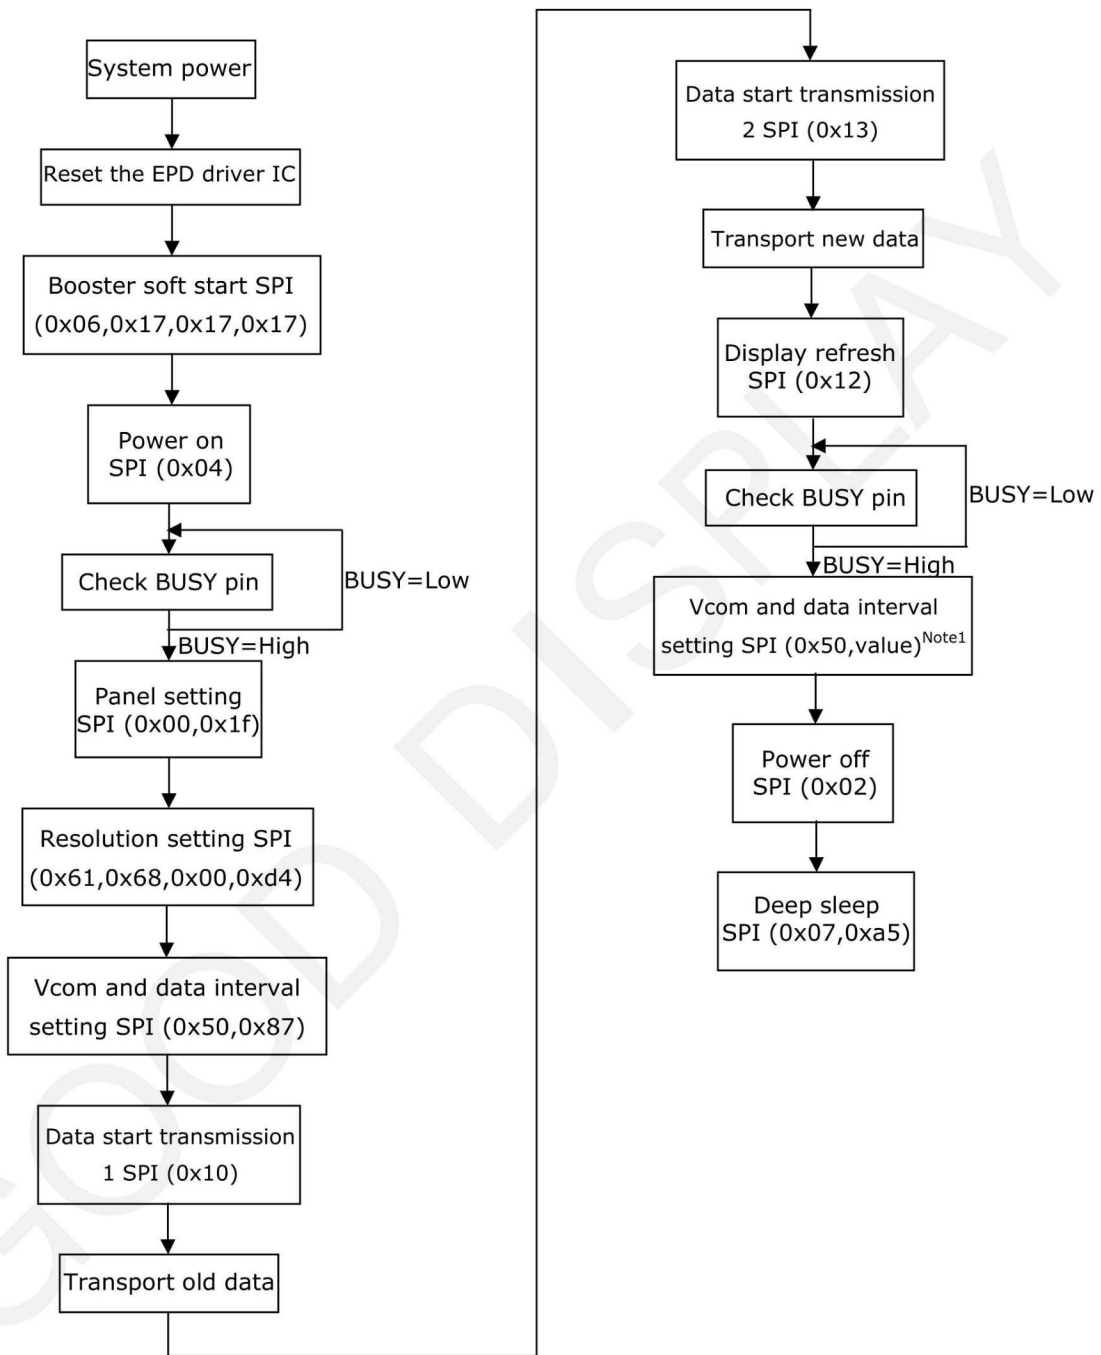 System power
Reset the EPD driver IC
Booster soft start SPI
(0x06,0x17,0x17,0x17)
Power on
SPI (0x04)
Check BUSY pin
BUSY=Low
BUSY=High
Panel setting
SPI (0x00,0x1f)
Resolution setting SPI
(0x61,0x68,0x00,0xd4)
Vcom and data interval
setting SPI (0x50,0x87)
Data start transmission
1 SPI (0x10)
Transport old data
Data start transmission
2 SPI (0x13)
Transport new data
Display refresh
SPI (0x12)
Check BUSY pin
BUSY=Low
BUSY=High
Vcom and data interval
setting SPI (0x50,value)Note1
Power off
SPI (0x02)
Deep sleep
SPI (0x07,0xa5)
GOOD DISPLAY